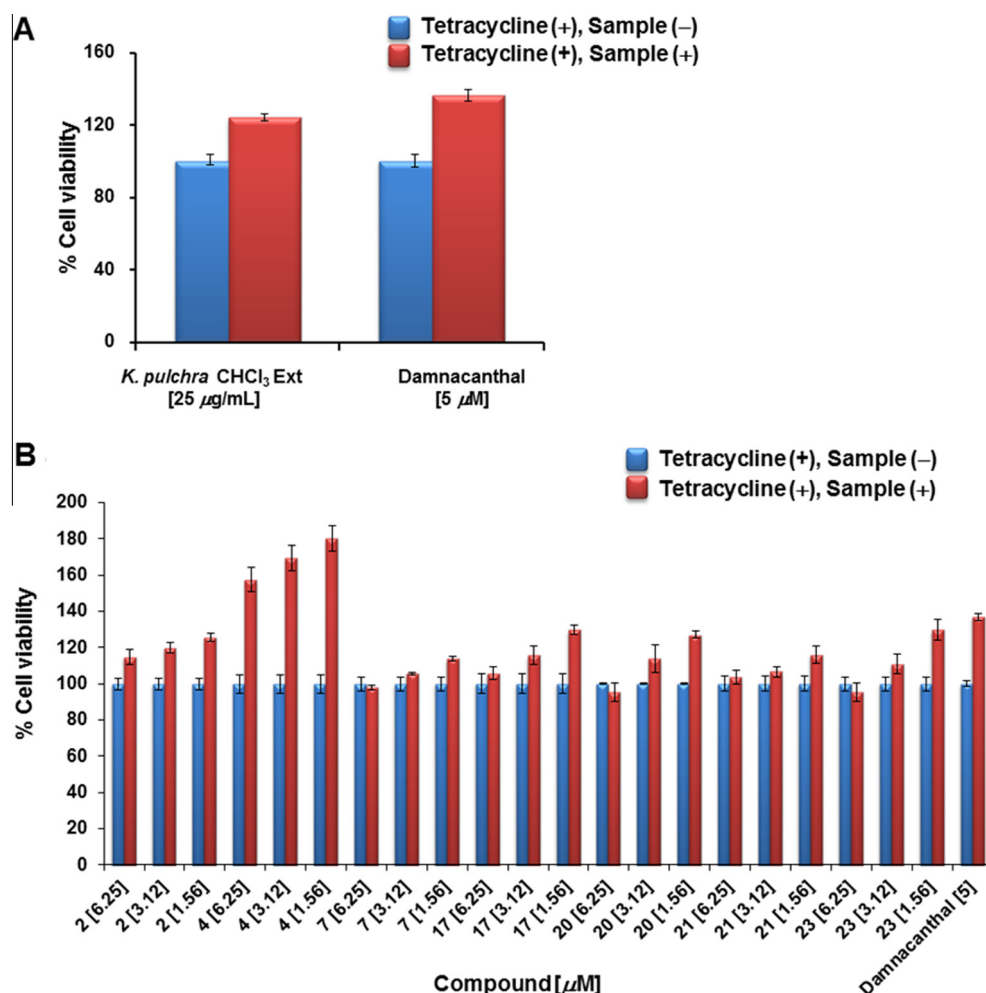 A
Tetracycline (+), Sample (−)
Tetracycline (+), Sample (+)
160
120
80
40
0
% Cell viability
K. pulchra CHCl3 Ext
[25 µg/mL]
Damnacanthal
[5 µM]
B
Tetracycline (+), Sample (−)
Tetracycline (+), Sample (+)
200
180
160
140
120
100
80
60
40
20
0
% Cell viability
2 [6.25]
2 [3.12]
2 [1.56]
4 [6.25]
4 [3.12]
4 [1.56]
7 [6.25]
7 [3.12]
7 [1.56]
17 [6.25]
17 [3.12]
17 [1.56]
20 [6.25]
20 [3.12]
20 [1.56]
21 [6.25]
21 [3.12]
21 [1.56]
23 [6.25]
23 [3.12]
23 [1.56]
Damnacanthal [5]
Compound [µM]